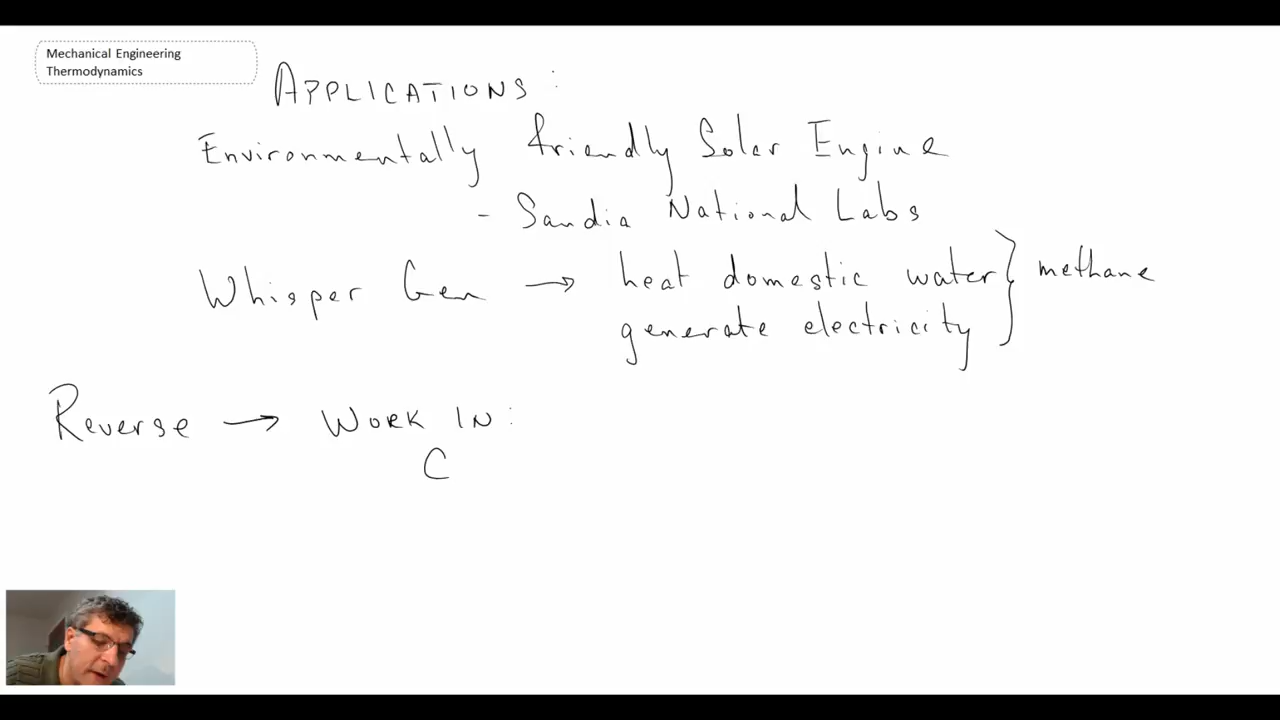 Mechanical Engineering
Thermodynamics
APPLICATIONS:
Environmentally friendly Solar Engine
- Sandia National Labs
Whisper Gen → heat domestic water } methane
generate electricity
Reverse → WORK IN:
C